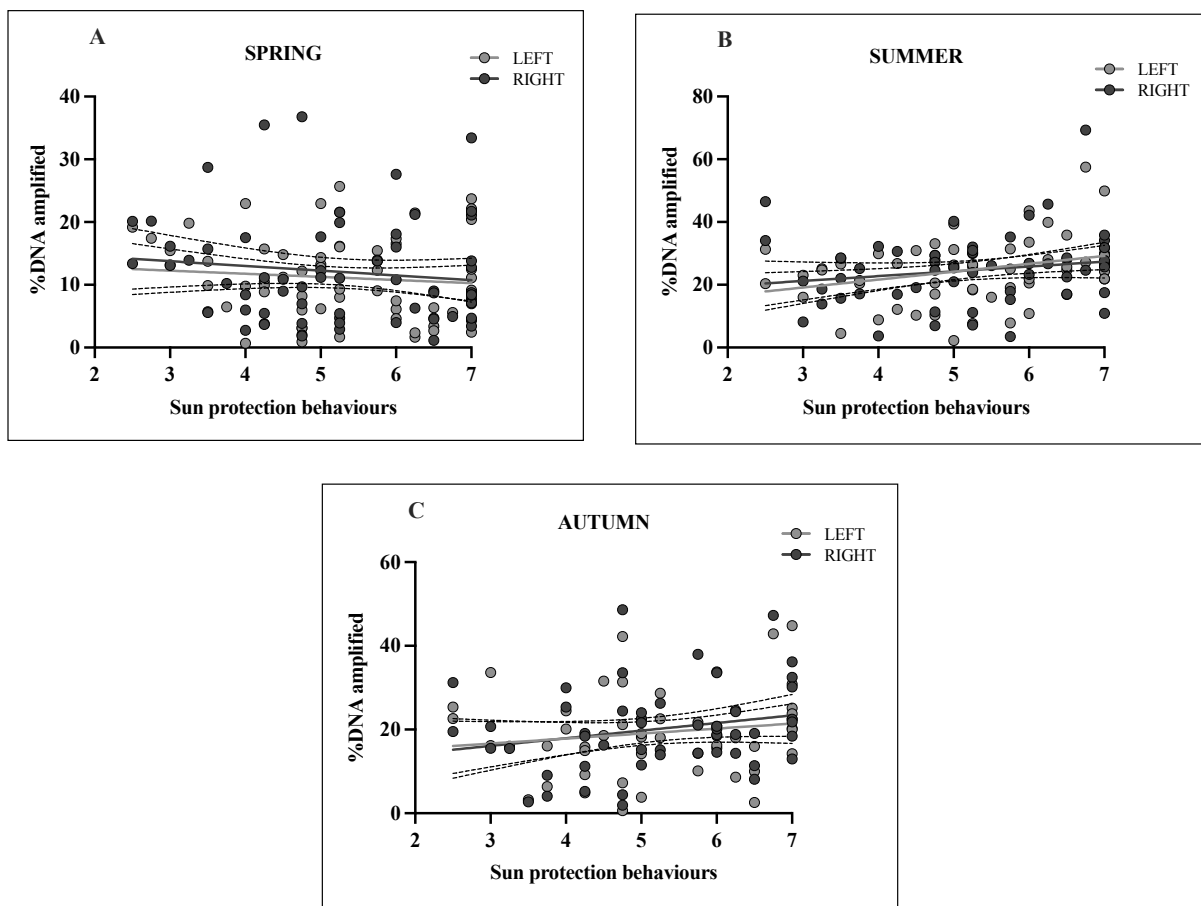 A
SPRING
LEFT
RIGHT
40
30
20
10
0
%DNA amplified
2 3 4 5 6 7
Sun protection behaviours
B
SUMMER
LEFT
RIGHT
80
60
40
20
0
%DNA amplified
2 3 4 5 6 7
Sun protection behaviours
C
AUTUMN
LEFT
RIGHT
60
40
20
0
%DNA amplified
2 3 4 5 6 7
Sun protection behaviours